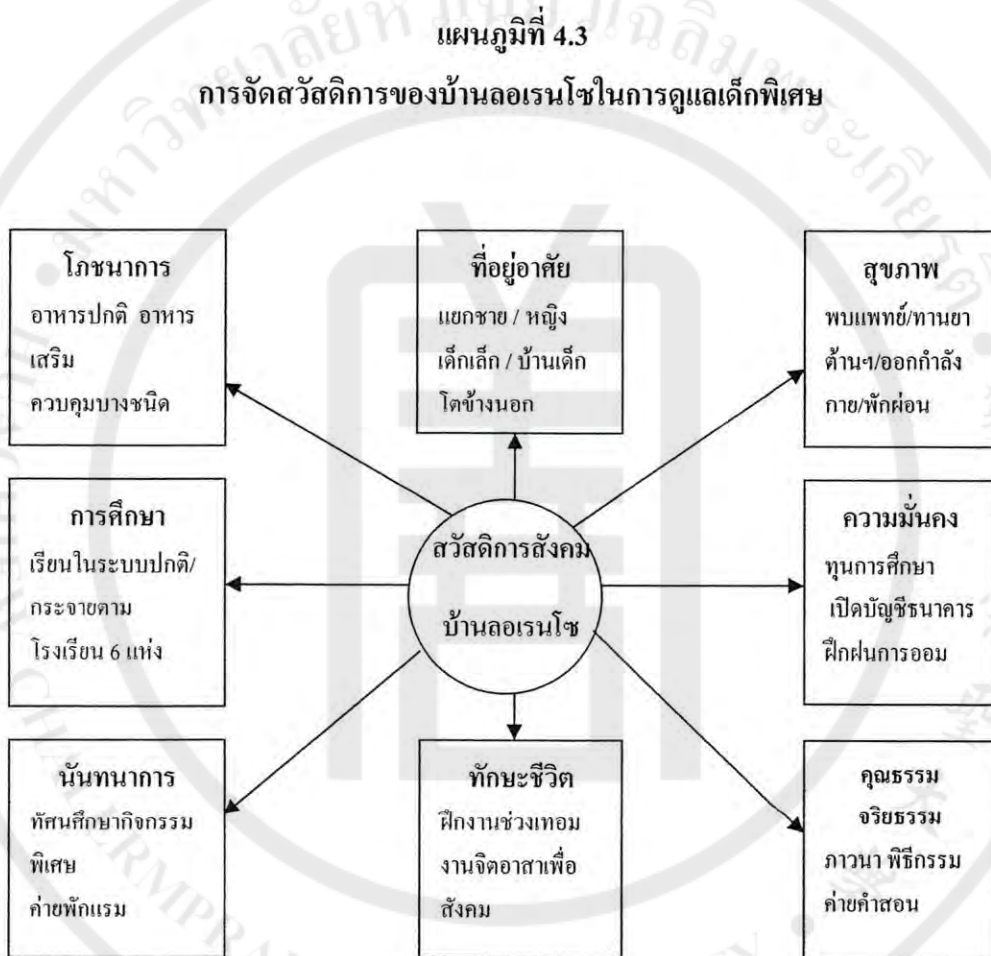 แผนภูมิที่ 4.3
การจัดสวัสดิการของบ้านลอเรนโซในการดูแลเด็กพิเศษ
โภชนาการ
อาหารปกติ อาหาร
เสริม
ควบคุมบางชนิด
ที่อยู่อาศัย
แยกชาย / หญิง
เด็กเล็ก / บ้านเด็ก
โตข้างนอก
สุขภาพ
พบแพทย์/ทานยา
ต้านฯ/ออกกำลัง
กาย/พักผ่อน
การศึกษา
เรียนในระบบปกติ/
กระจายตาม
โรงเรียน 6 แห่ง
สวัสดิการสังคม
บ้านลอเรนโซ
ความมั่นคง
ทุนการศึกษา
เปิดบัญชีธนาคาร
ฝึกฝนการออม
นันทนาการ
ทัศนศึกษากิจกรรม
พิเศษ
ค่ายพักแรม
ทักษะชีวิต
ฝึกงานช่วงเทอม
งานจิตอาสาเพื่อ
สังคม
คุณธรรม
จริยธรรม
ภาวนา พิธีกรรม
ค่ายคำสอน